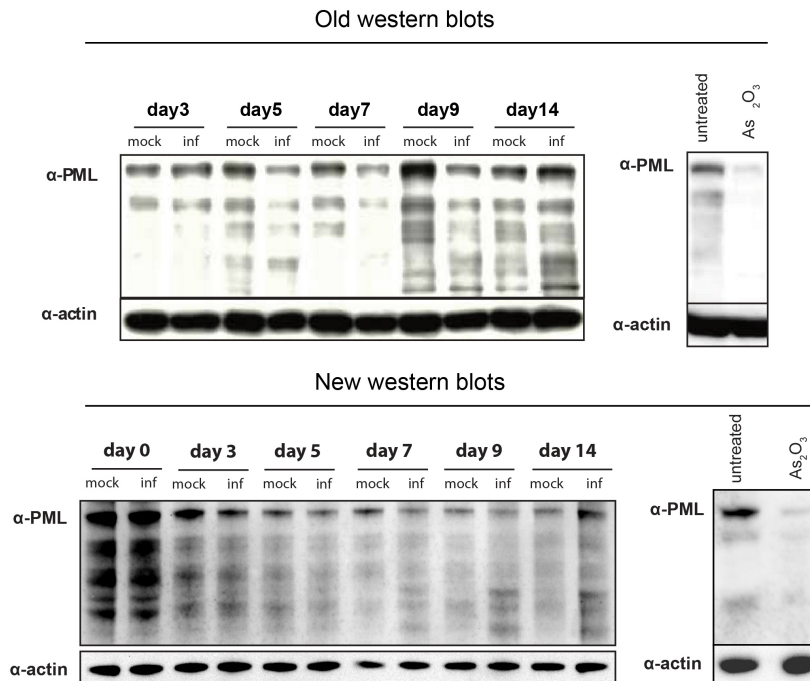 Old western blots
day3 day5 day7 day9 day14
mock inf mock inf mock inf mock inf mock inf
α-PML
α-actin
untreated
As 2O3
α-PML
α-actin
New western blots
day 0 day 3 day 5 day 7 day 9 day 14
mock inf mock inf mock inf mock inf mock inf mock inf
α-PML
α-actin
untreated
As2O3
α-PML
α-actin